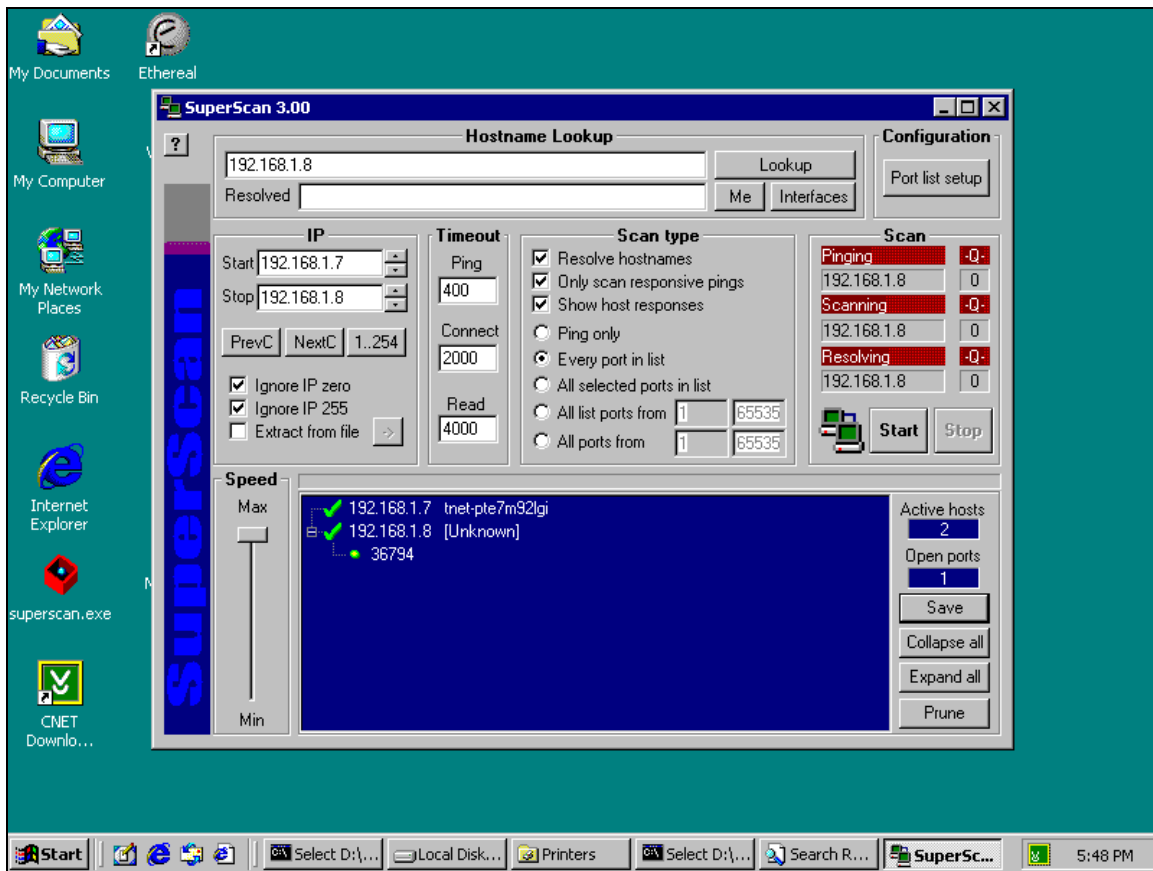 My Documents
Ethereal
My Computer
My Network
Places
Recycle Bin
Internet
Explorer
superscan.exe
CNET
Downlo...
SuperScan 3.00
?
Hostname Lookup
192.168.1.8
Lookup
Resolved
Me
Interfaces
Configuration
Port list setup
SuperScan
IP
Start 192.168.1.7
Stop 192.168.1.8
PrevC NextC 1..254
Ignore IP zero
Ignore IP 255
Extract from file ->
Timeout
Ping
400
Connect
2000
Read
4000
Scan type
Resolve hostnames
Only scan responsive pings
Show host responses
Ping only
Every port in list
All selected ports in list
All list ports from 1 65535
All ports from 1 65535
Scan
Pinging -Q-
192.168.1.8 0
Scanning -Q-
192.168.1.8 0
Resolving -Q-
192.168.1.8 0
Start Stop
Speed
Max
Min
192.168.1.7 tnet-pte7m92lgi
192.168.1.8 [Unknown]
36794
Active hosts
2
Open ports
1
Save
Collapse all
Expand all
Prune
Start Select D:\... Local Disk... Printers Select D:\... Search R... SuperSc... 5:48 PM